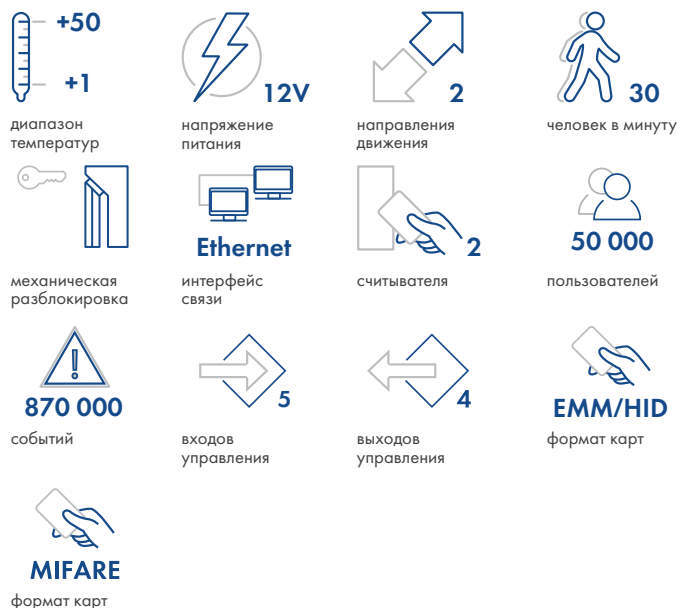 +50
+1
диапазон
температур
12V
напряжение
питания
2
направления
движения
30
человек в минуту
механическая
разблокировка
Ethernet
интерфейс
связи
2
считывателя
50 000
пользователей
870 000
событий
5
входов
управления
4
выходов
управления
EMM/HID
формат карт
MIFARE
формат карт